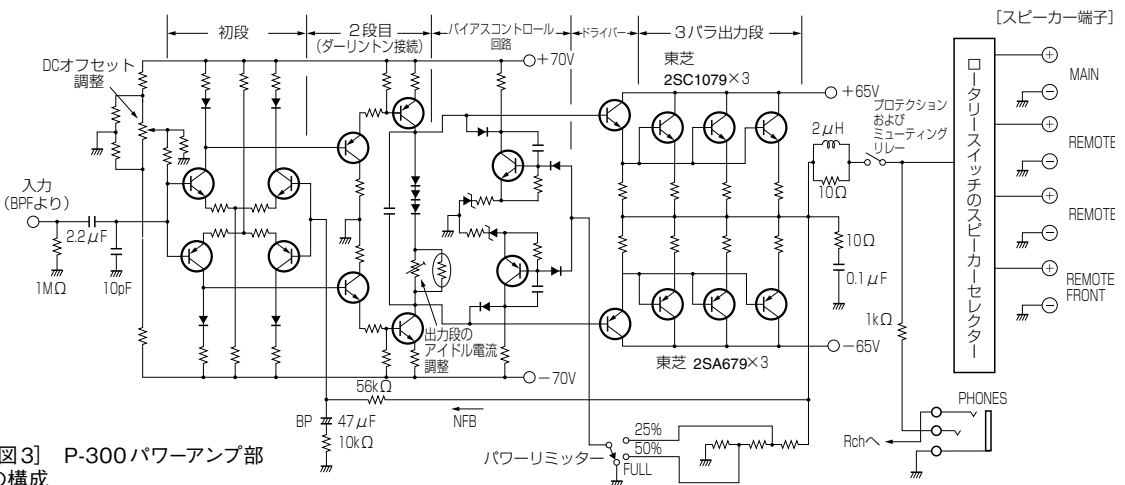 [スピーカー端子]
初段
2段目
(ダーリントン接続)
バイアスコントロール
回路
ドライバー
3パラ出力段
DCオフセット
調整
+70V
東芝
2SC1079×3
+65V
プロテクション
および
ミューティング
リレー
2μH
10Ω
ロータリースイッチのスピーカーセレクター
MAIN
REMOTE
REMOTE
REMOTE
FRONT
入力
(BPFより)
2.2μF
1MΩ
10pF
10Ω
0.1μF
1kΩ
出力段の
アイドル電流
調整
東芝 2SA679×3
−65V
−70V
56kΩ
BP
47μF
10kΩ
NFB
パワーリミッター
25%
50%
FULL
PHONES
Rchへ
図3] P-300パワーアンプ部
の構成